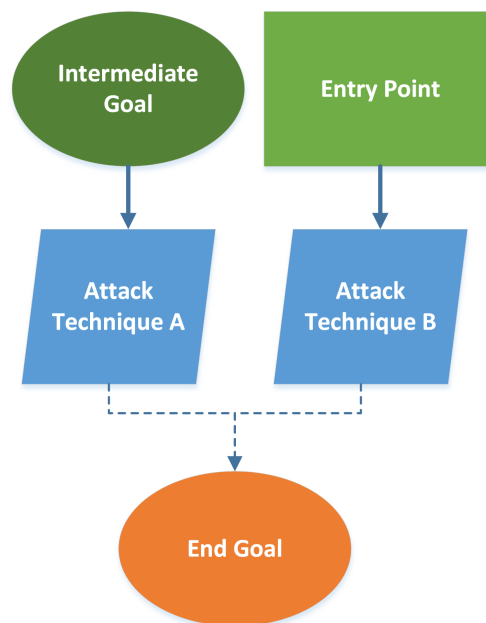 Intermediate
Goal
Entry Point
Attack
Technique A
Attack
Technique B
End Goal